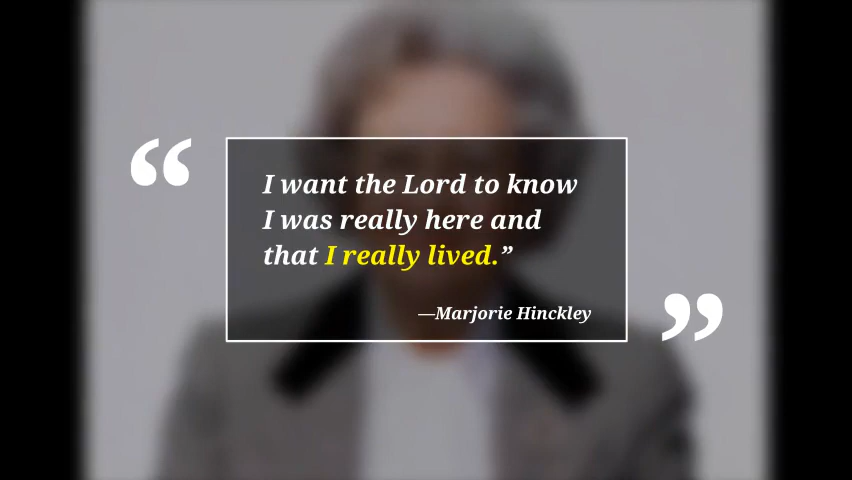 “
I want the Lord to know
I was really here and
that I really lived.”
—Marjorie Hinckley
”